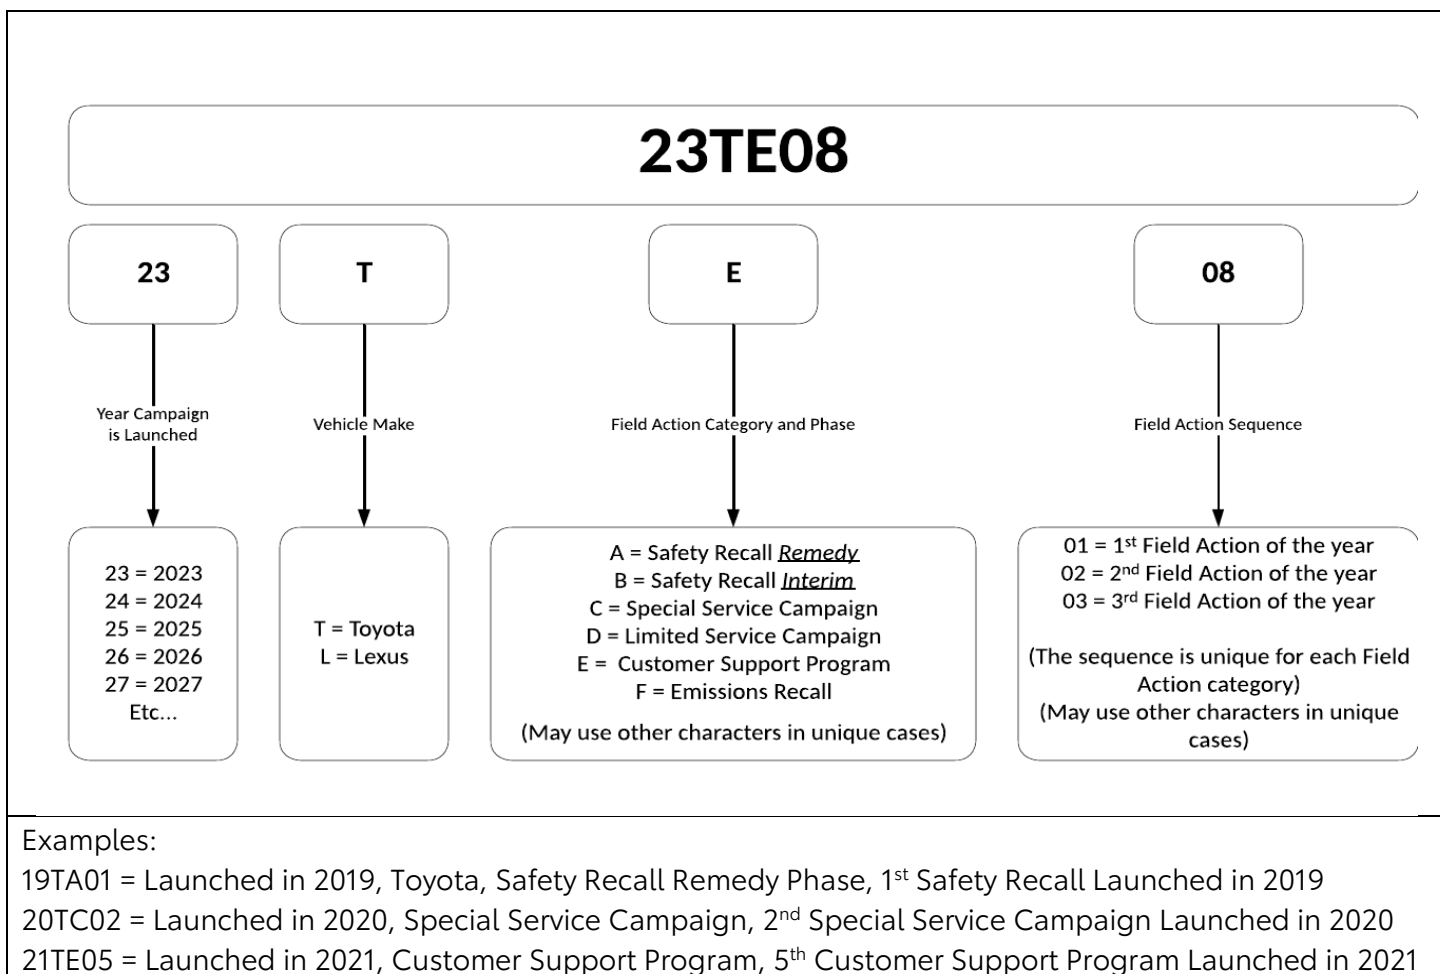 23TE08
23
T
E
08
Year Campaign
is Launched
Vehicle Make
Field Action Category and Phase
Field Action Sequence
23 = 2023
24 = 2024
25 = 2025
26 = 2026
27 = 2027
Etc...
T = Toyota
L = Lexus
A = Safety Recall Remedy
B = Safety Recall Interim
C = Special Service Campaign
D = Limited Service Campaign
E =  Customer Support Program
F = Emissions Recall
(May use other characters in unique cases)
01 = 1st Field Action of the year
02 = 2nd Field Action of the year
03 = 3rd Field Action of the year
(The sequence is unique for each Field
Action category)
(May use other characters in unique
cases)
Examples:
19TA01 = Launched in 2019, Toyota, Safety Recall Remedy Phase, 1st Safety Recall Launched in 2019
20TC02 = Launched in 2020, Special Service Campaign, 2nd Special Service Campaign Launched in 2020
21TE05 = Launched in 2021, Customer Support Program, 5th Customer Support Program Launched in 2021